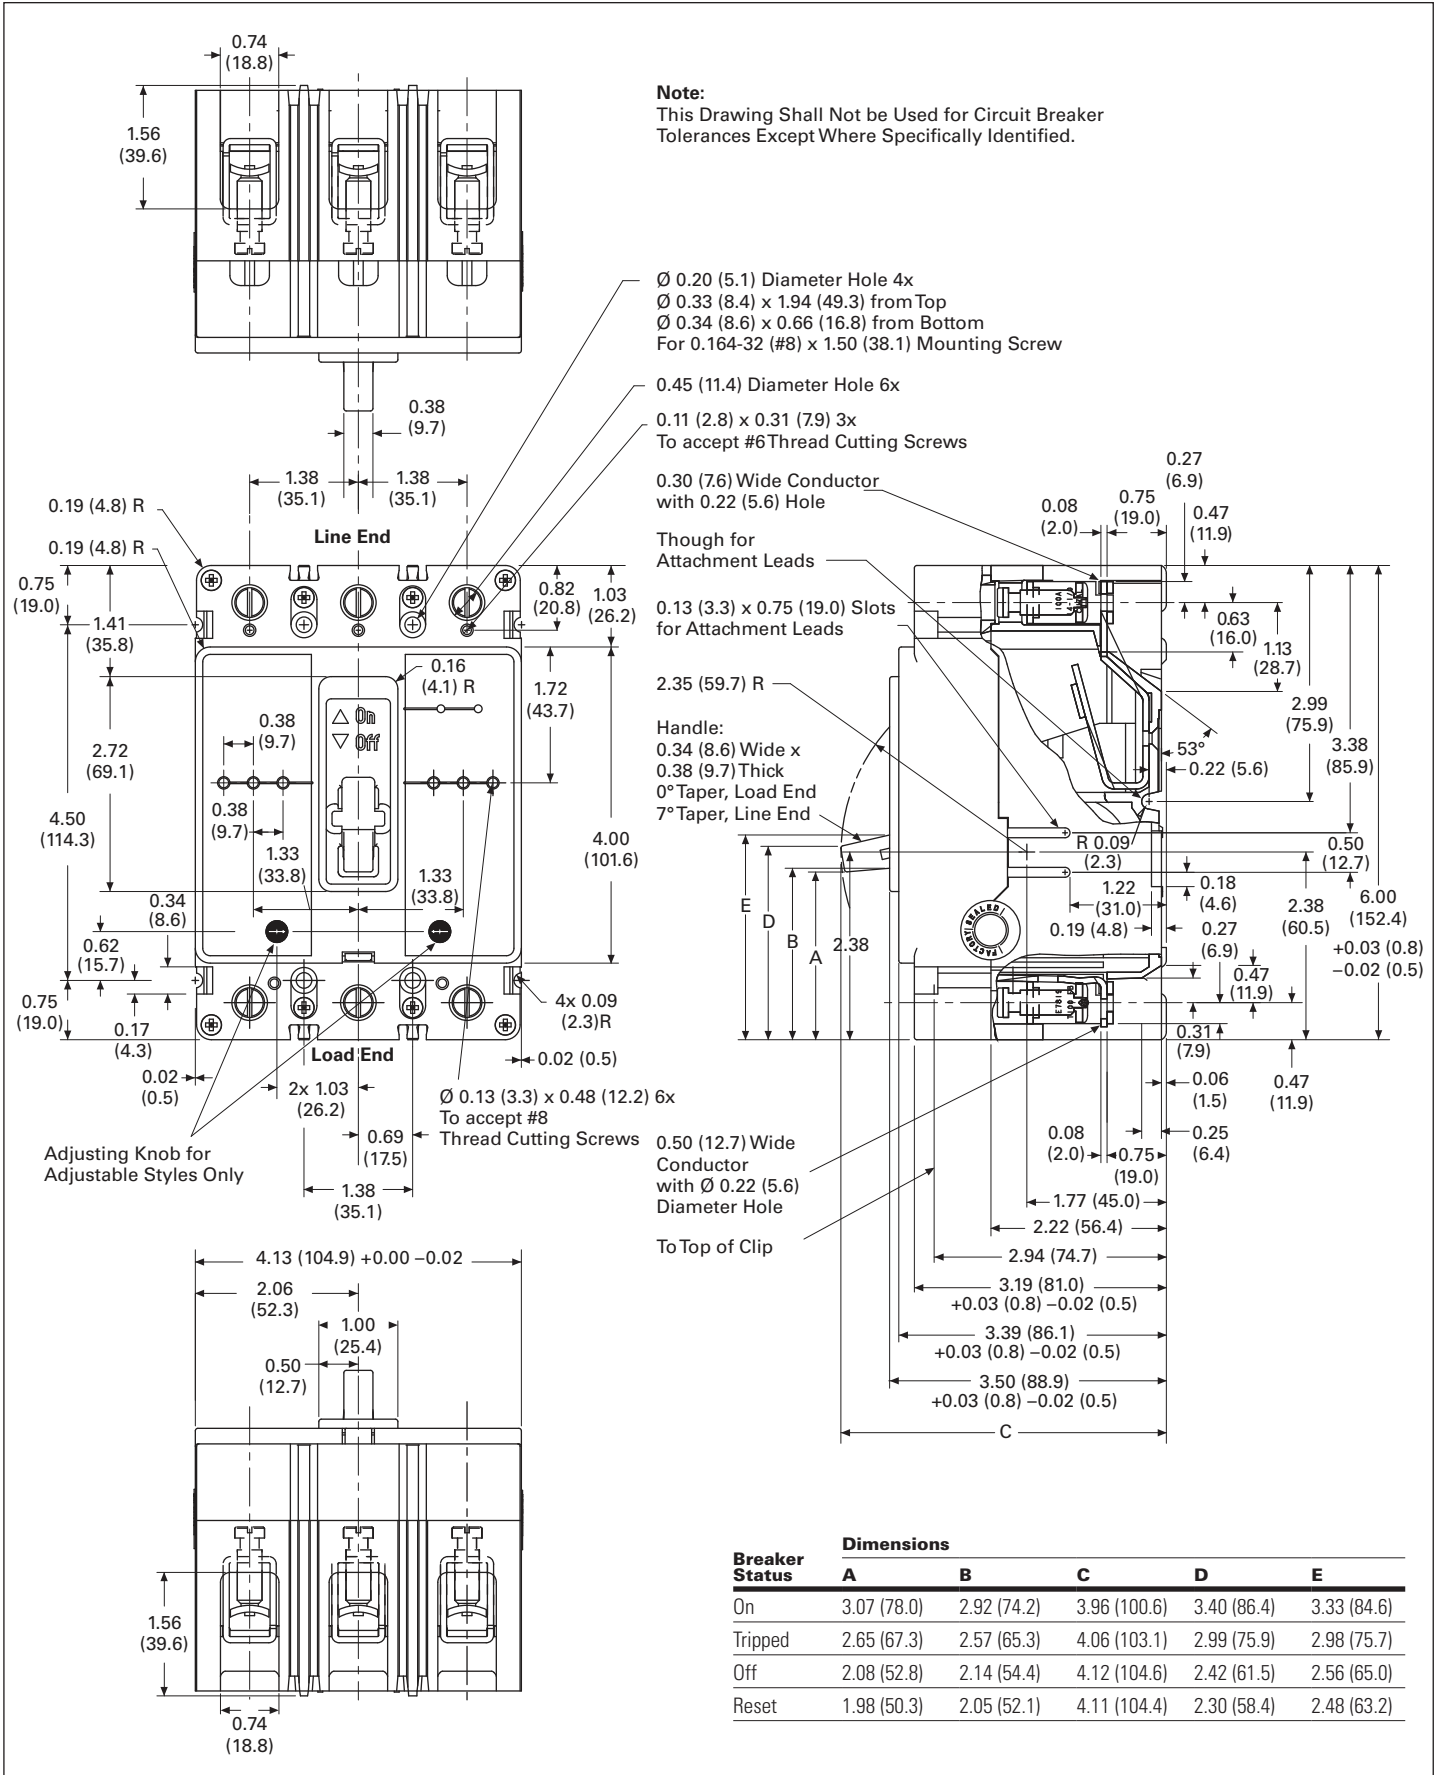 0.74
(18.8)
1.56
(39.6)
Note:
This Drawing Shall Not be Used for Circuit Breaker
Tolerances Except Where Specifically Identified.
Ø 0.20 (5.1) Diameter Hole 4x
Ø 0.33 (8.4) x 1.94 (49.3) from Top
Ø 0.34 (8.6) x 0.66 (16.8) from Bottom
For 0.164-32 (#8) x 1.50 (38.1) Mounting Screw
0.45 (11.4) Diameter Hole 6x
0.11 (2.8) x 0.31 (7.9) 3x
To accept #6 Thread Cutting Screws
0.38
(9.7)
1.38
(35.1)
1.38
(35.1)
0.30 (7.6) Wide Conductor
with 0.22 (5.6) Hole
Though for
Attachment Leads
0.13 (3.3) x 0.75 (19.0) Slots
for Attachment Leads
2.35 (59.7) R
Handle:
0.34 (8.6) Wide x
0.38 (9.7) Thick
0° Taper, Load End
7° Taper, Line End
0.19 (4.8) R
0.19 (4.8) R
Line End
0.75
(19.0)
1.41
(35.8)
0.82
(20.8)
1.03
(26.2)
0.16
(4.1) R
1.72
(43.7)
On
Off
0.38
(9.7)
2.72
(69.1)
0.38
(9.7)
4.50
(114.3)
4.00
(101.6)
1.33
(33.8)
1.33
(33.8)
0.34
(8.6)
0.62
(15.7)
0.75
(19.0)
0.17
(4.3)
4x 0.09
(2.3)R
Load End
0.02 (0.5)
0.02
(0.5)
2x 1.03
(26.2)
Ø 0.13 (3.3) x 0.48 (12.2) 6x
To accept #8
Thread Cutting Screws
0.69
(17.5)
1.38
(35.1)
Adjusting Knob for
Adjustable Styles Only
0.27
(6.9)
0.08
(2.0)
0.75
(19.0)
0.47
(11.9)
100A
0.63
(16.0)
1.13
(28.7)
2.99
(75.9)
3.38
(85.9)
53°
0.22 (5.6)
R 0.09
(2.3)
0.50
(12.7)
1.22
(31.0)
0.18
(4.6)
6.00
(152.4)
+0.03 (0.8)
−0.02 (0.5)
2.38
(60.5)
0.19 (4.8)
0.27
(6.9)
0.47
(11.9)
E
D
B
A
2.38
FACTORY SEALED
0.31
(7.9)
0.06
(1.5)
0.47
(11.9)
0.25
(6.4)
0.08
(2.0)
0.75
(19.0)
0.50 (12.7) Wide
Conductor
with Ø 0.22 (5.6)
Diameter Hole
To Top of Clip
1.77 (45.0)
2.22 (56.4)
2.94 (74.7)
3.19 (81.0)
+0.03 (0.8) −0.02 (0.5)
3.39 (86.1)
+0.03 (0.8) −0.02 (0.5)
3.50 (88.9)
+0.03 (0.8) −0.02 (0.5)
C
4.13 (104.9) +0.00 −0.02
2.06
(52.3)
1.00
(25.4)
0.50
(12.7)
1.56
(39.6)
0.74
(18.8)
Dimensions
Breaker
Status A B C D E
On 3.07 (78.0) 2.92 (74.2) 3.96 (100.6) 3.40 (86.4) 3.33 (84.6)
Tripped 2.65 (67.3) 2.57 (65.3) 4.06 (103.1) 2.99 (75.9) 2.98 (75.7)
Off 2.08 (52.8) 2.14 (54.4) 4.12 (104.6) 2.42 (61.5) 2.56 (65.0)
Reset 1.98 (50.3) 2.05 (52.1) 4.11 (104.4) 2.30 (58.4) 2.48 (63.2)